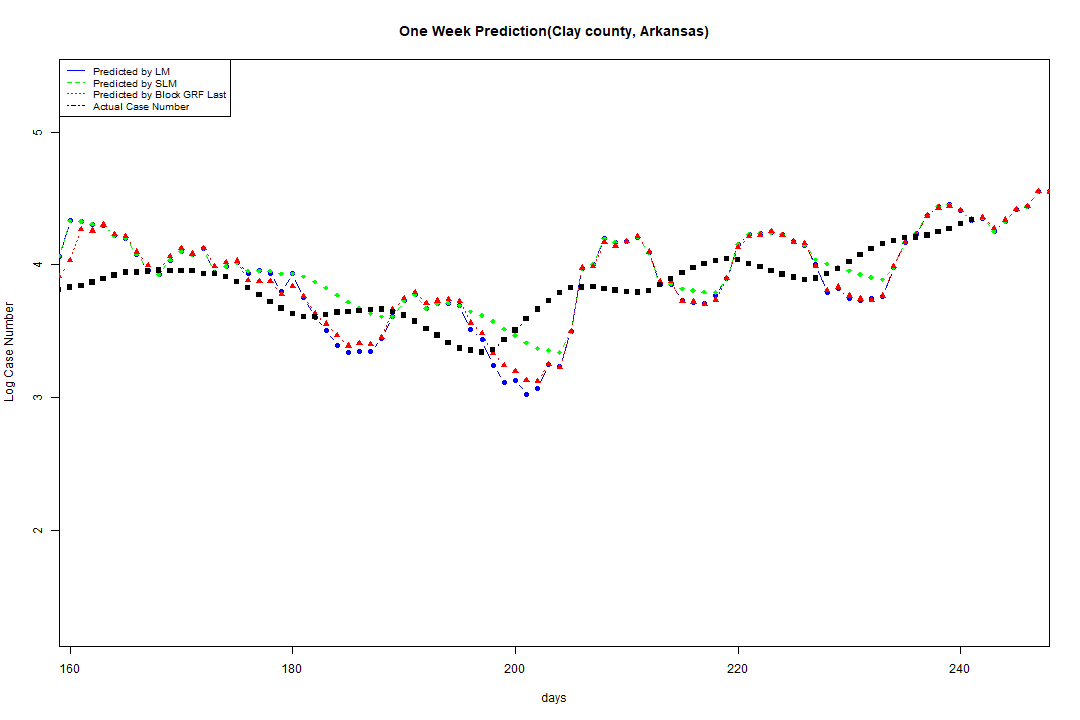 One Week Prediction(Clay county, Arkansas)
Predicted by LM
Predicted by SLM
Predicted by Block GRF Last
Actual Case Number
5
4
3
2
Log Case Number
160 180 200 220 240
days